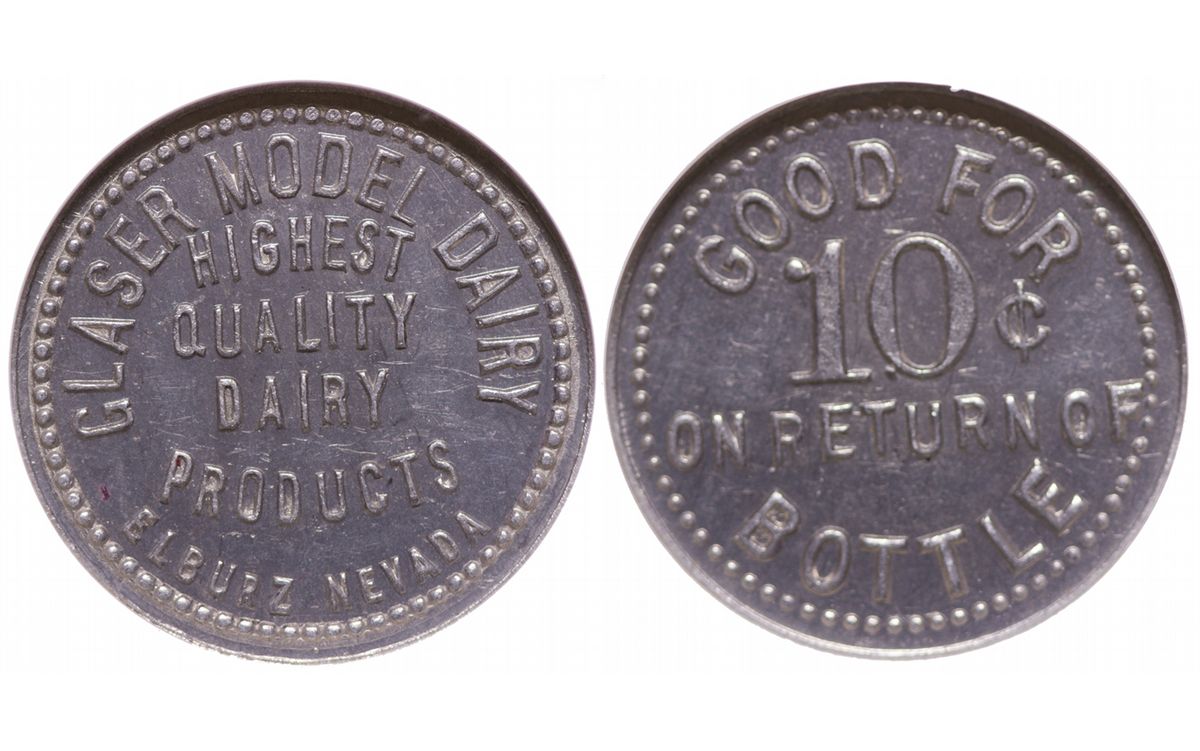 GLASER MODEL DAIRY
HIGHEST
QUALITY
DAIRY
PRODUCTS
ELBURZ NEVADA
GOOD FOR
10¢
ON RETURN OF
BOTTLE